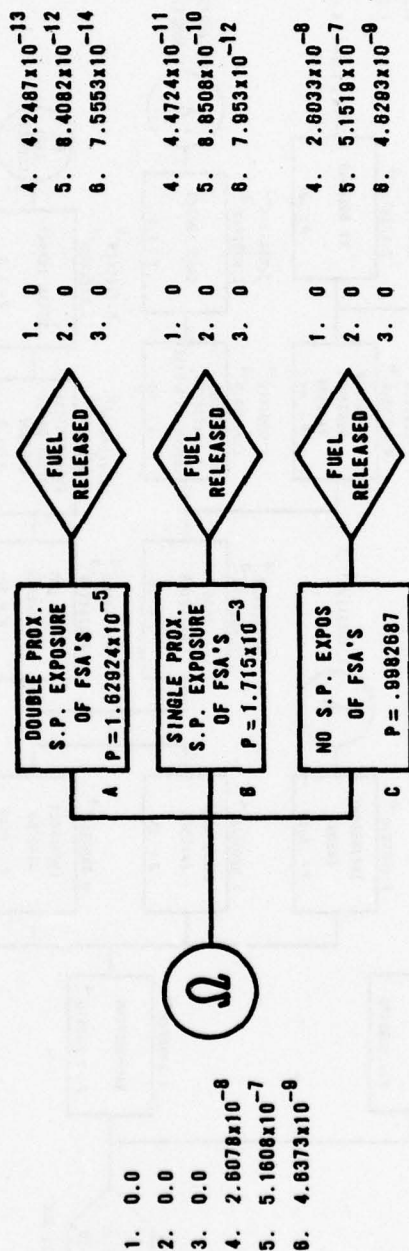 1. 0.0
2. 0.0
3. 0.0
4. 2.6078x10⁻⁸
5. 5.1608x10⁻⁷
6. 4.6373x10⁻⁹
Ω
A
DOUBLE PROX.
S.P. EXPOSURE
OF FSA'S
P=1.62924x10⁻⁵
FUEL
RELEASED
1. 0
2. 0
3. 0
4. 4.2487x10⁻¹³
5. 8.4082x10⁻¹²
6. 7.5553x10⁻¹⁴
B
SINGLE PROX.
S.P. EXPOSURE
OF FSA'S
P=1.715x10⁻³
FUEL
RELEASED
1. 0
2. 0
3. 0
4. 4.4724x10⁻¹¹
5. 8.8508x10⁻¹⁰
6. 7.953x10⁻¹²
C
NO S.P. EXPOS
OF FSA'S
P=.9982687
FUEL
RELEASED
1. 0
2. 0
3. 0
4. 2.6033x10⁻⁸
5. 5.1519x10⁻⁷
6. 4.6293x10⁻⁹